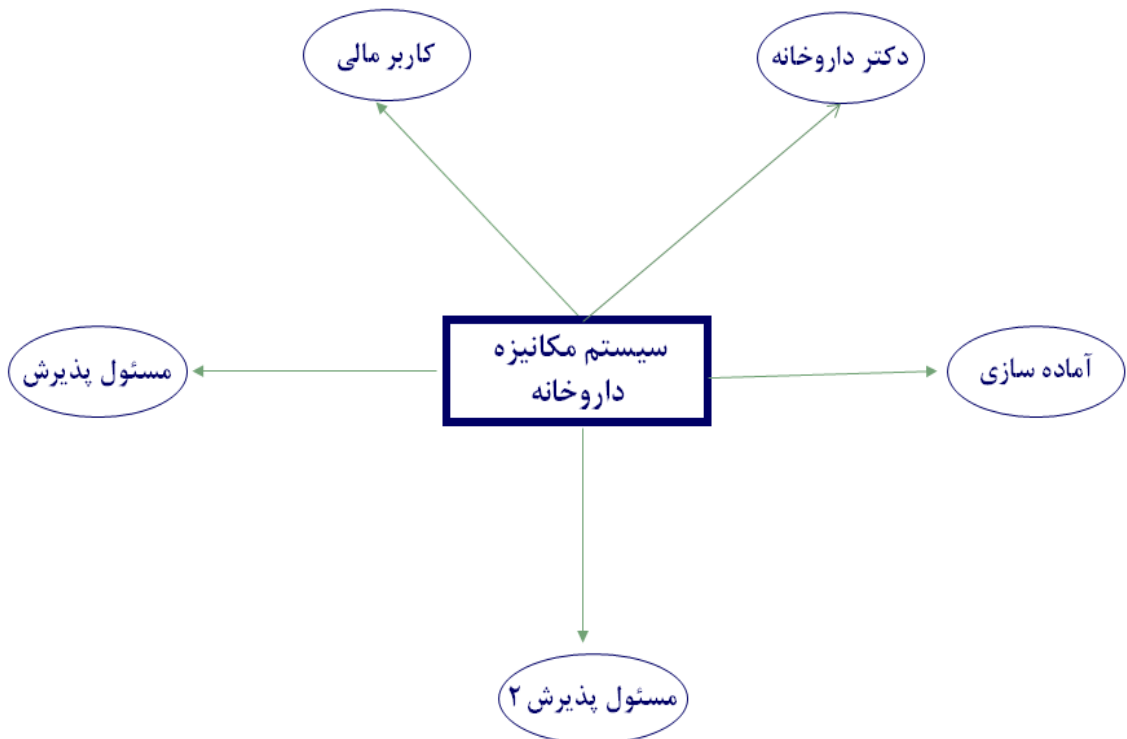 دکتر داروخانه
کاربر مالی
سیستم مکانیزه
داروخانه
آماده سازی
مسئول پذیرش
مسئول پذیرش ۲